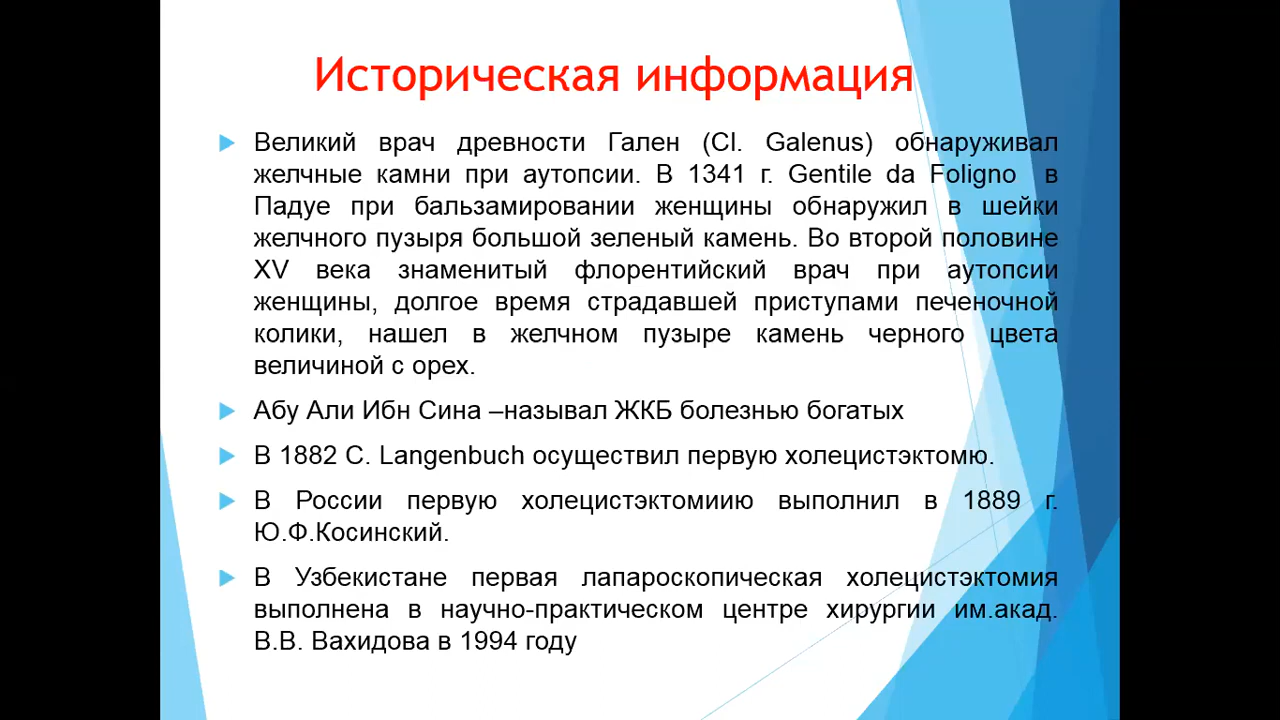 Историческая информация
Великий врач древности Гален (Cl. Galenus) обнаруживал
желчные камни при аутопсии. В 1341 г. Gentile da Foligno в
Падуе при бальзамировании женщины обнаружил в шейки
желчного пузыря большой зеленый камень. Во второй половине
XV века знаменитый флорентийский врач при аутопсии
женщины, долгое время страдавшей приступами печеночной
колики, нашел в желчном пузыре камень черного цвета
величиной с орех.
Абу Али Ибн Сина –называл ЖКБ болезнью богатых
В 1882 С. Langenbuch осуществил первую холецистэктомю.
В России первую холецистэктомиию выполнил в 1889 г.
Ю.Ф.Косинский.
В Узбекистане первая лапароскопическая холецистэктомия
выполнена в научно-практическом центре хирургии им.акад.
В.В. Вахидова в 1994 году